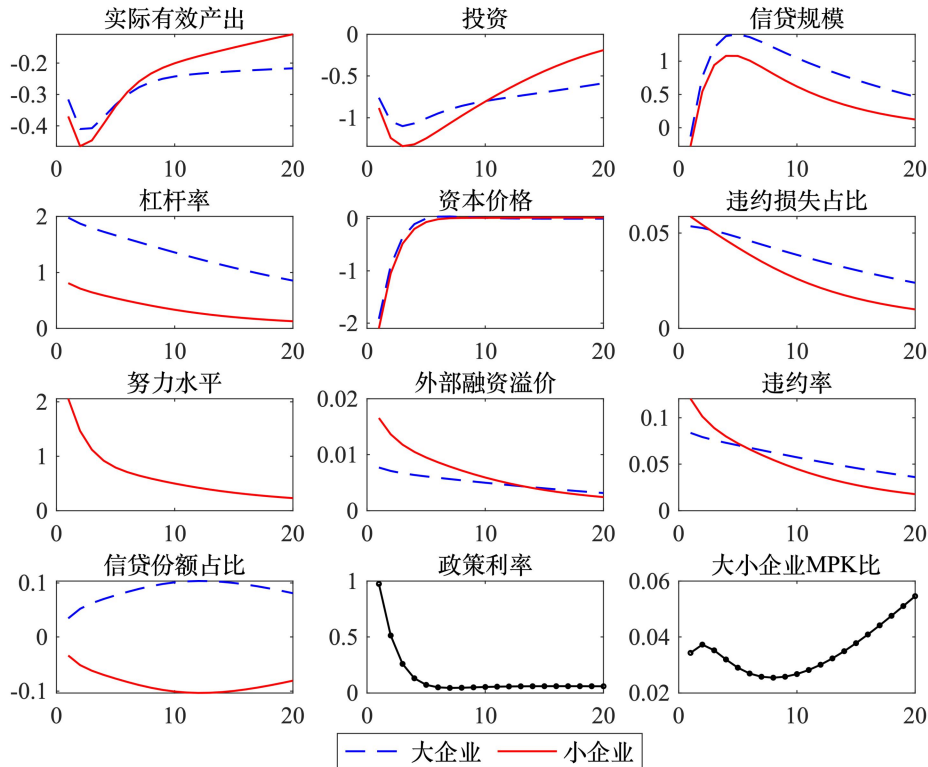 实际有效产出 投资 信贷规模
-0.2 0 1
-0.3 -0.5 0.5
-0.4 -1 0
0 10 20 0 10 20 0 10 20
杠杆率 资本价格 违约损失占比
2 0 0.05
1 -1
0 -2 0
0 10 20 0 10 20 0 10 20
努力水平 外部融资溢价 违约率
2 0.02 0.1
1 0.01 0.05
0 0 0
0 10 20 0 10 20 0 10 20
信贷份额占比 政策利率 大小企业MPK比
0.1 1 0.06
0 0.5 0.04
-0.1 0 0.02
0 10 20 0 10 20 0 10 20
大企业 小企业